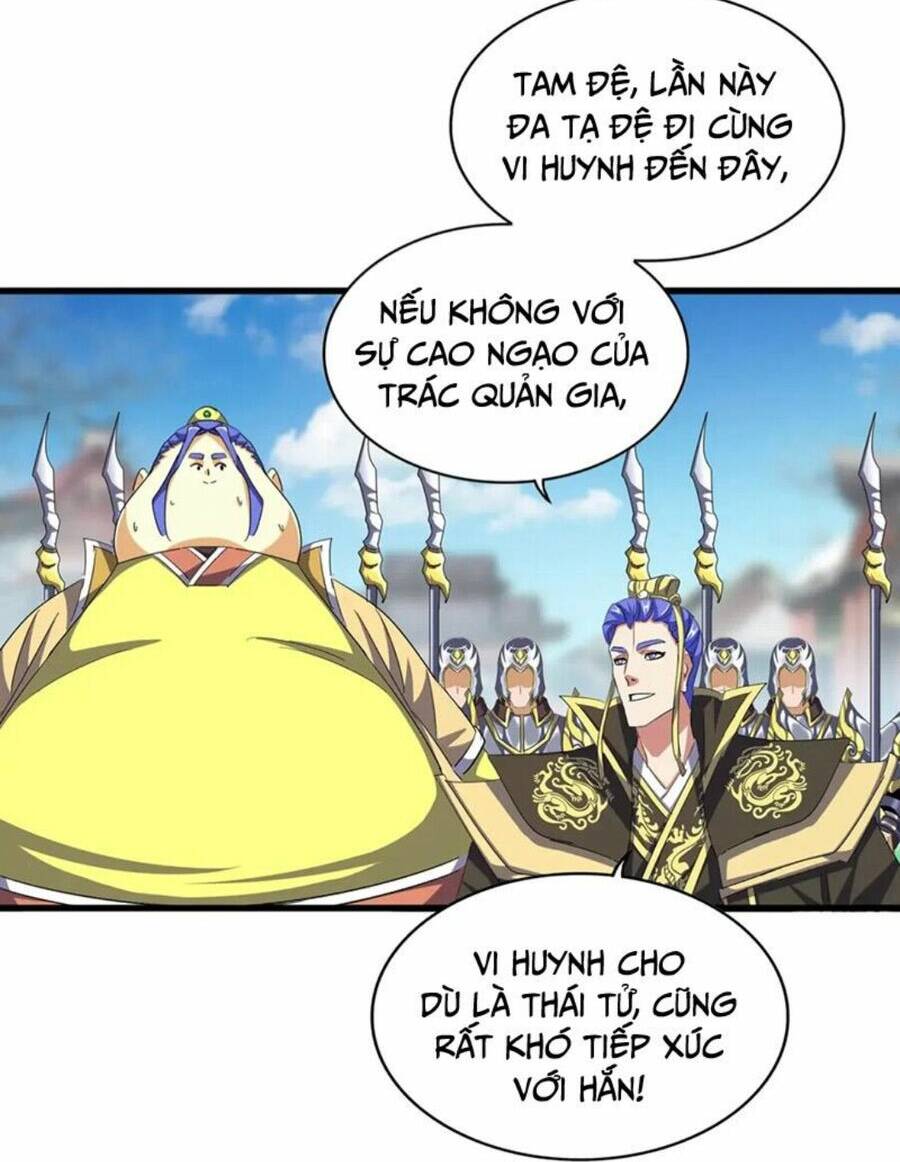 TAM ĐỆ, LẦN NÀY
ĐA TẠ ĐỆ ĐI CÙNG
VI HUYNH ĐẾN ĐÂY,
NẾU KHÔNG VỚI
SỰ CAO NGẠO CỦA
TRÁC QUẢN GIA,
VI HUYNH CHO
DÙ LÀ THÁI TỬ, CŨNG
RẤT KHÓ TIẾP XÚC
VỚI HẮN!